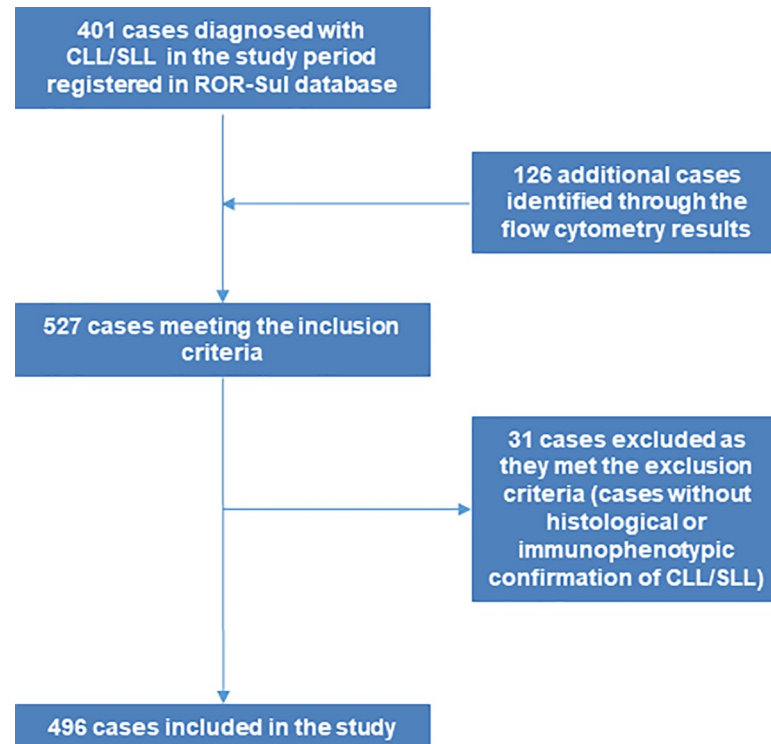 401 cases diagnosed with
CLL/SLL in the study period
registered in ROR-Sul database
126 additional cases
identified through the
flow cytometry results
527 cases meeting the inclusion
criteria
31 cases excluded as
they met the exclusion
criteria (cases without
histological or
immunophenotypic
confirmation of CLL/SLL)
496 cases included in the study